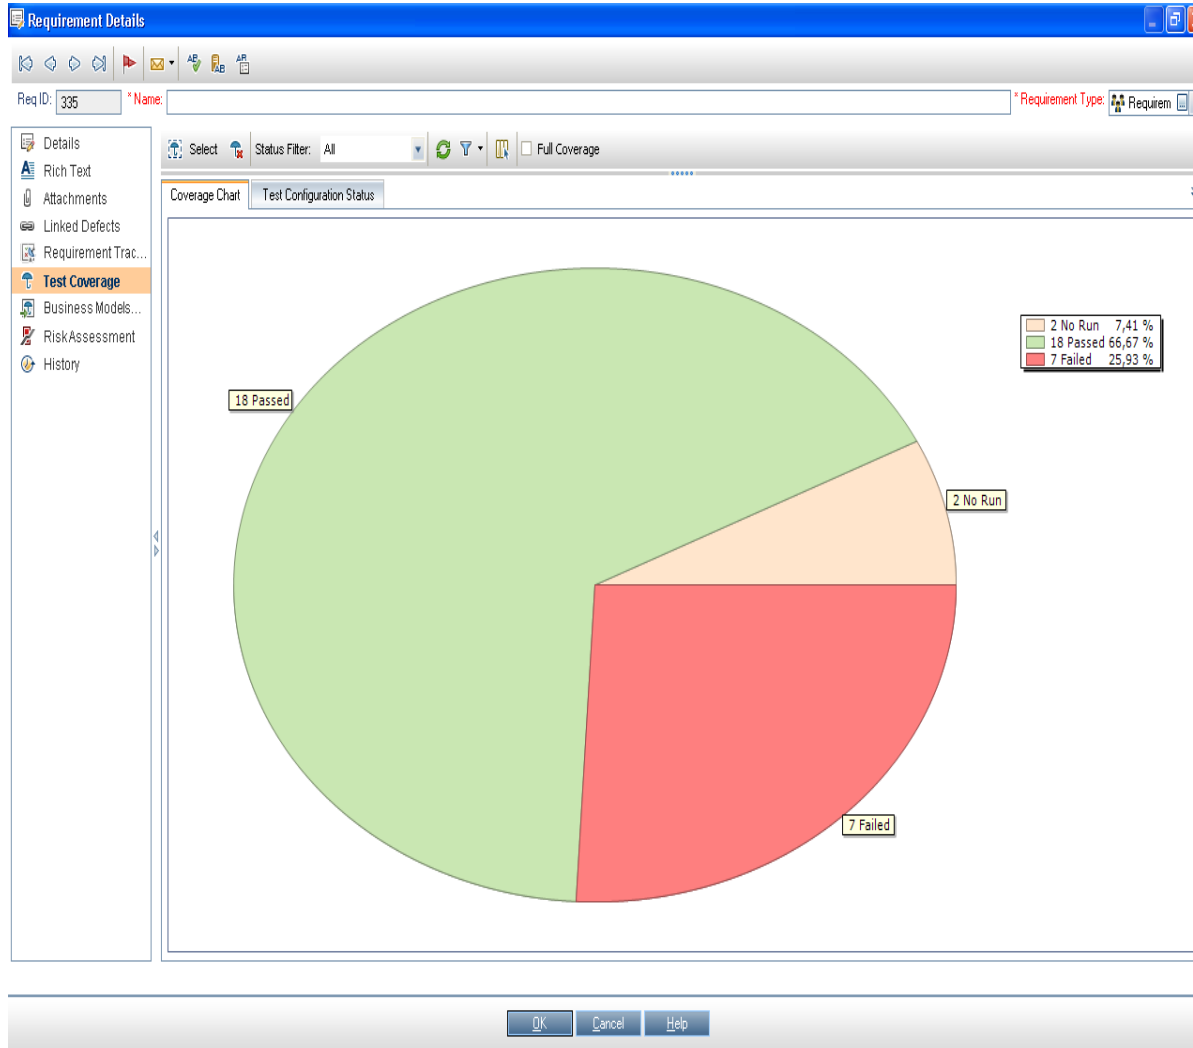 Requirement Details
Req ID: 335 *Name: * Requirement Type: Requirem
Details
Rich Text
Attachments
Linked Defects
Requirement Trac...
Test Coverage
Business Models...
Risk Assessment
History
Select Status Filter: All Full Coverage
Coverage Chart Test Configuration Status
2 No Run 7,41 %
18 Passed 66,67 %
7 Failed 25,93 %
18 Passed
2 No Run
7 Failed
OK Cancel Help